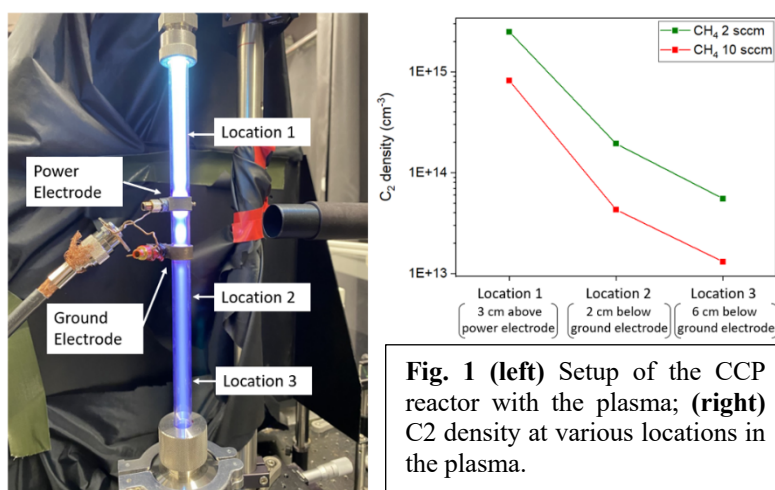 Location 1
Power
Electrode
Ground
Electrode
Location 2
Location 3
CH₄ 2 sccm
CH₄ 10 sccm
C₂ density (cm⁻³)
1E+15
1E+14
1E+13
Location 1
3 cm above
power electrode
Location 2
2 cm below
ground electrode
Location 3
6 cm below
ground electrode
Fig. 1 (left) Setup of the CCP
reactor with the plasma; (right)
C2 density at various locations in
the plasma.